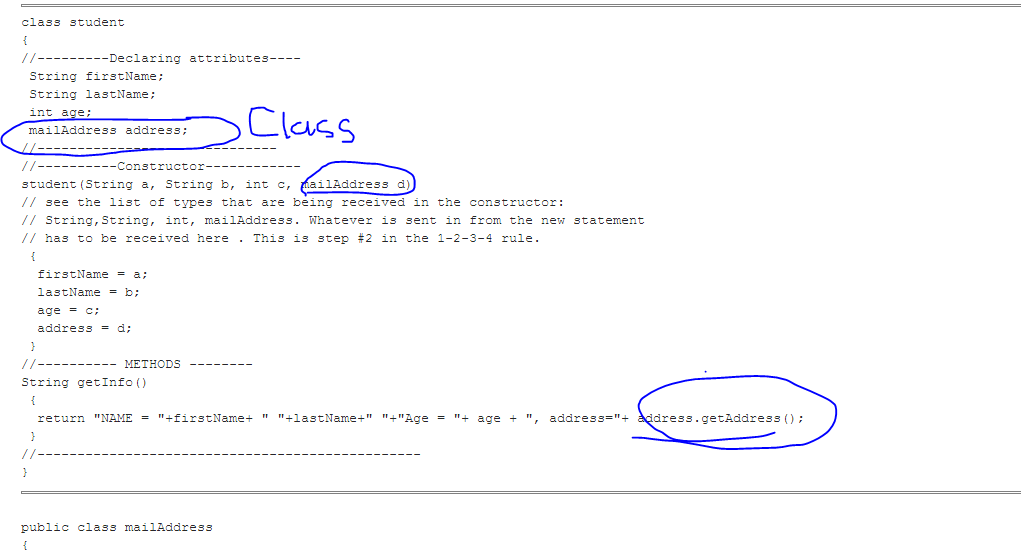 class student
{
//---------Declaring attributes----
String firstName;
String lastName;
int age;
mailAddress address; Class
//------------------------------
//----------Constructor------------
student(String a, String b, int c, mailAddress d)
// see the list of types that are being received in the constructor:
// String,String, int, mailAddress. Whatever is sent in from the new statement
// has to be received here . This is step #2 in the 1-2-3-4 rule.
{
firstName = a;
lastName = b;
age = c;
address = d;
}
//---------- METHODS --------
String getInfo()
{
return "NAME = "+firstName+ " "+lastName+" "+"Age = "+ age + ", address="+ address.getAddress();
}
//------------------------------------------------
}
public class mailAddress
{